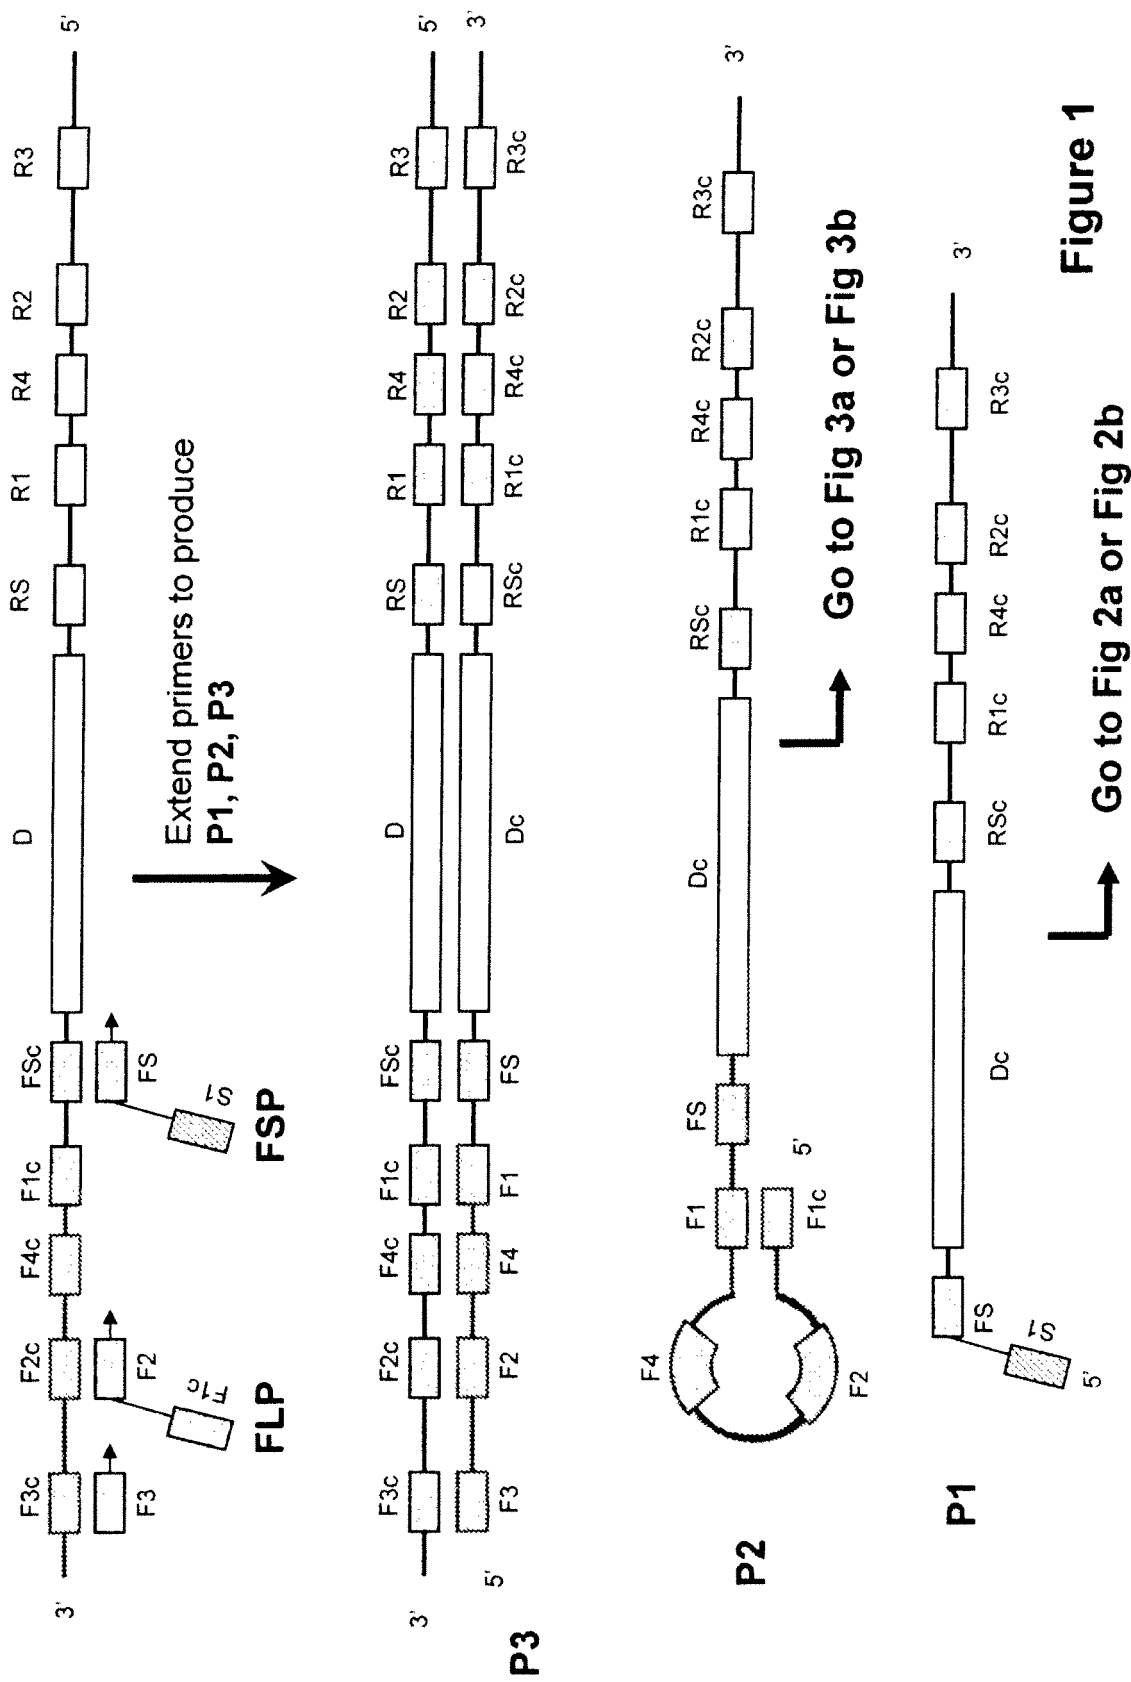 F3c F2c F4c F1c FSc D RS R1 R4 R2 R3
3' 5'
F3 F2 FS
F1c S1
FLP FSP
Extend primers to produce
P1, P2, P3
F3c F2c F4c F1c FSc D RS R1 R4 R2 R3
3' 5'
5' 3'
F3 F2 F4 F1 FS Dc RSc R1c R4c R2c R3c
P3
F4 F1 FS Dc RSc R1c R4c R2c R3c
3'
5'
F2 F1c
P2
Go to Fig 3a or Fig 3b
3'
FS Dc RSc R1c R4c R2c R3c
S1
5'
P1
Go to Fig 2a or Fig 2b
Figure 1